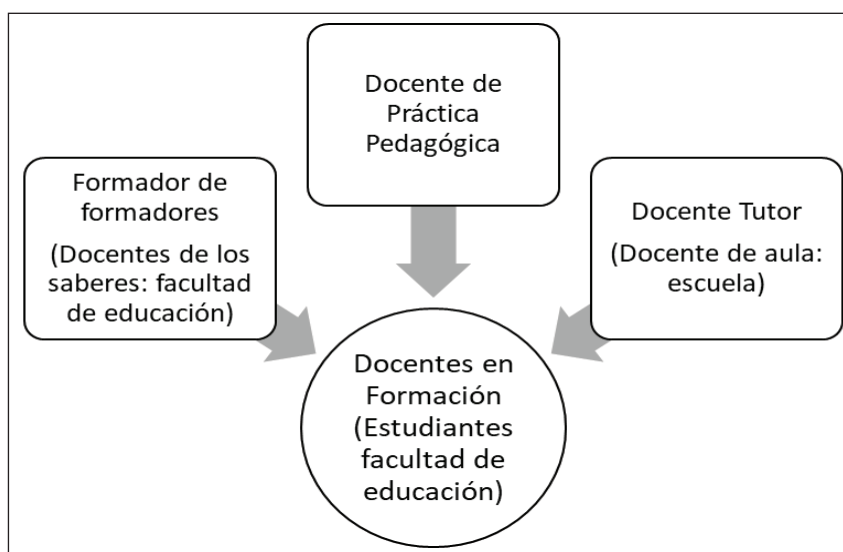 Docente de
Práctica
Pedagógica
Formador de
formadores
(Docentes de los
saberes: facultad
de educación)
Docente Tutor
(Docente de aula:
escuela)
Docentes en
Formación
(Estudiantes
facultad de
educación)